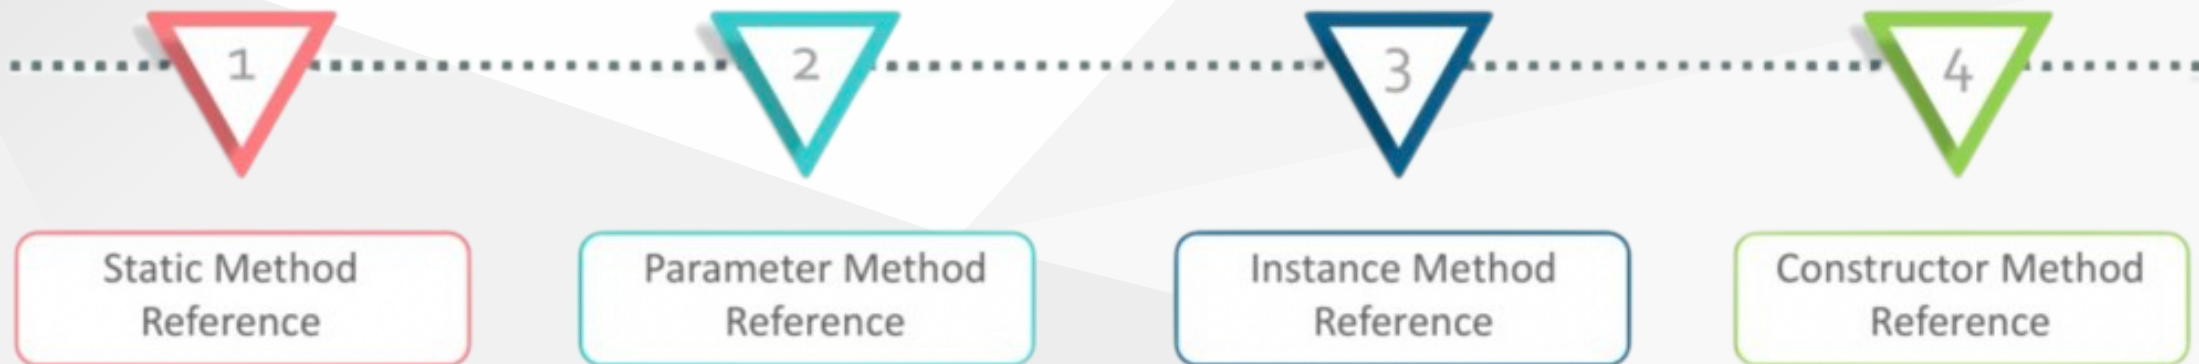 1
2
3
4
Static Method
Reference
Parameter Method
Reference
Instance Method
Reference
Constructor Method
Reference